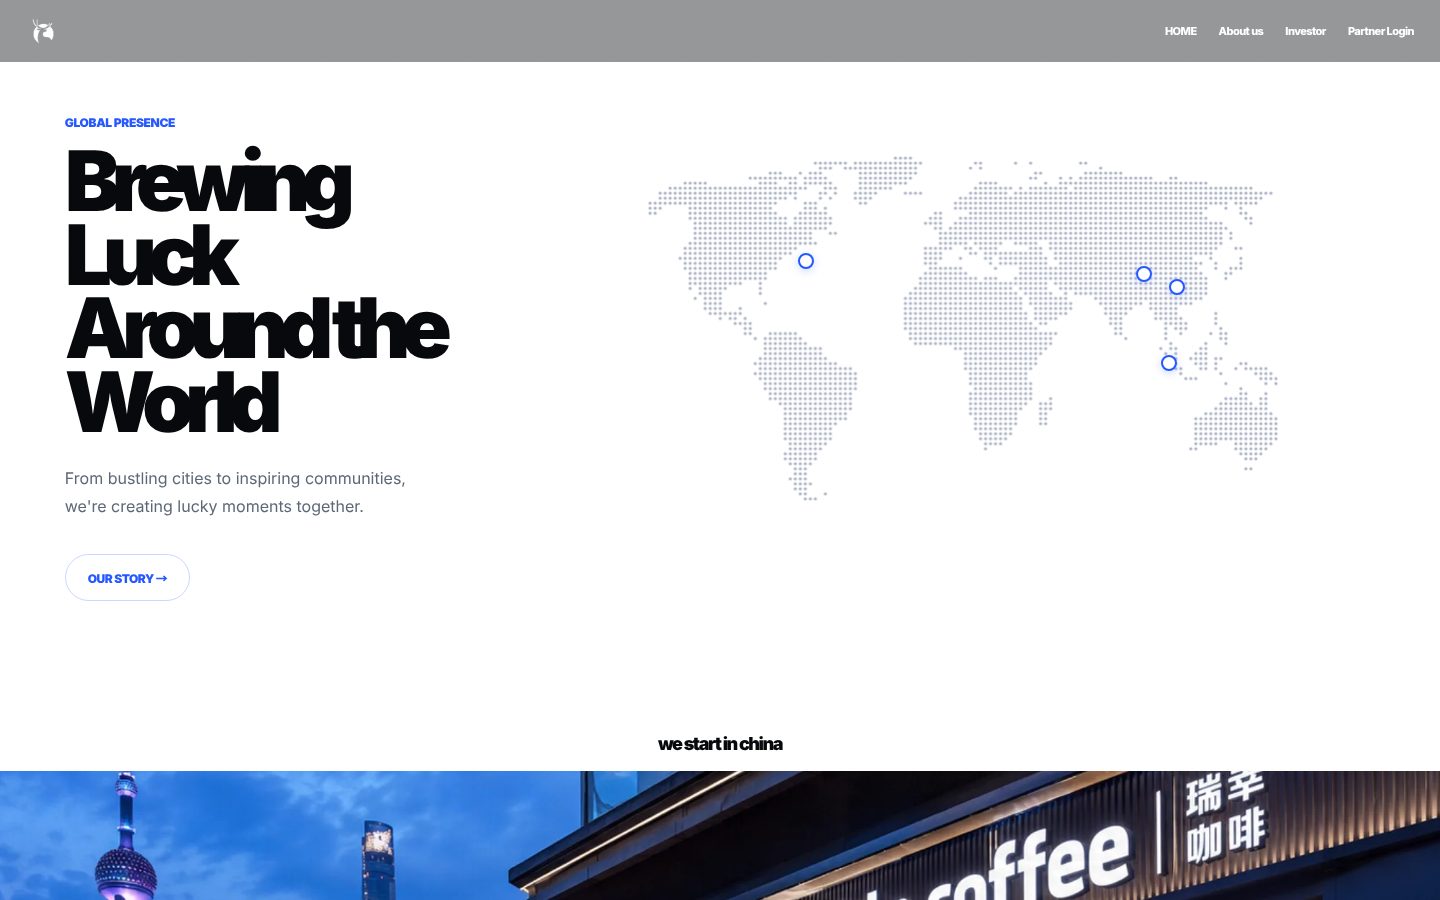 HOME About us Investor Partner Login
GLOBAL PRESENCE
Brewing
Luck
Around the
World
From bustling cities to inspiring communities,
we're creating lucky moments together.
OUR STORY →
we start in china
coffee
瑞幸
咖啡